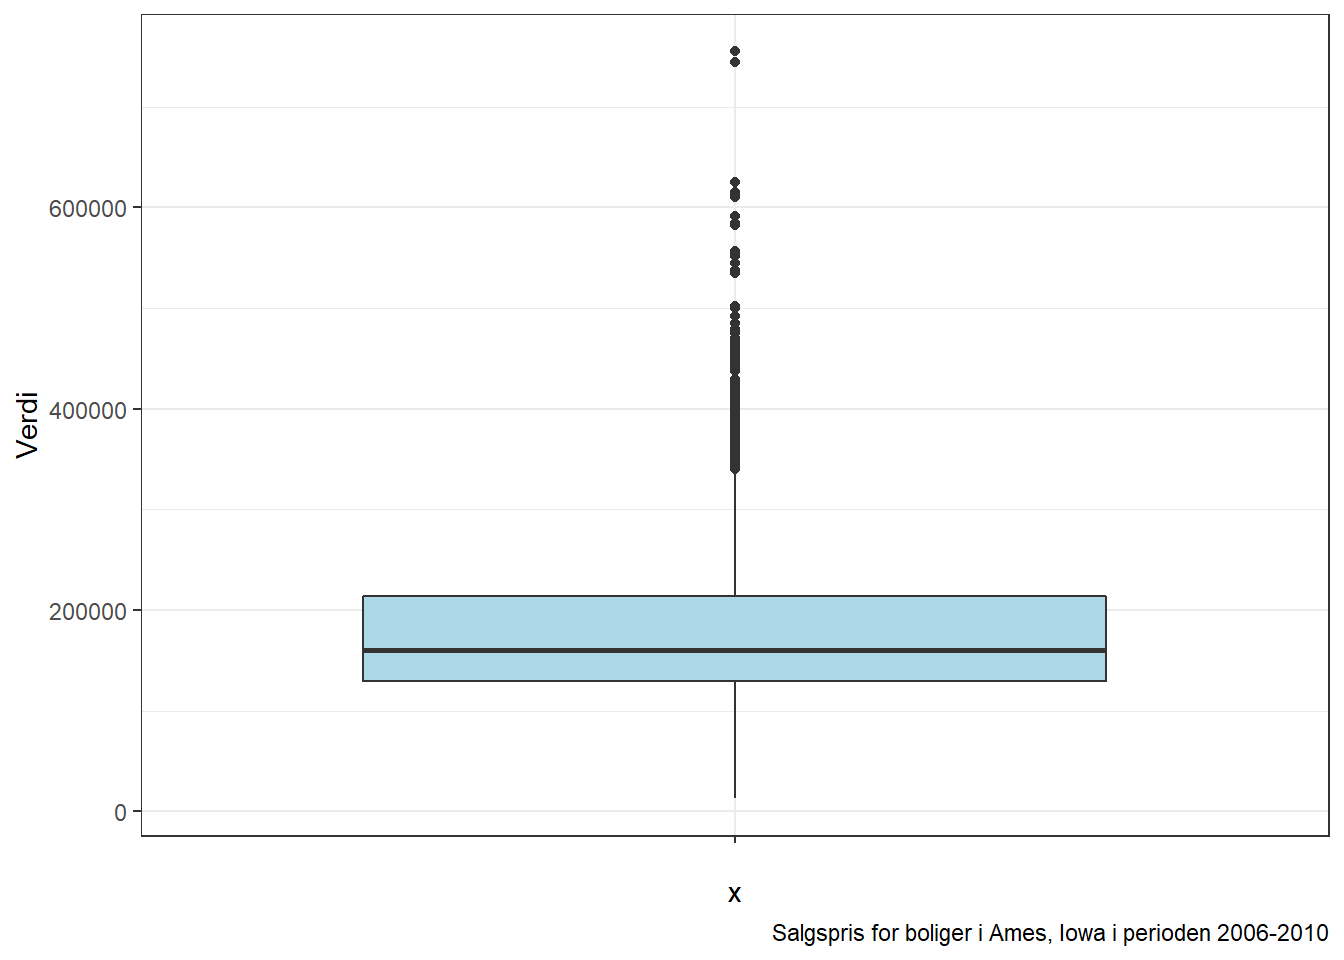 Verdi
600000
400000
200000
0
x
Salgspris for boliger i Ames, Iowa i perioden 2006-2010